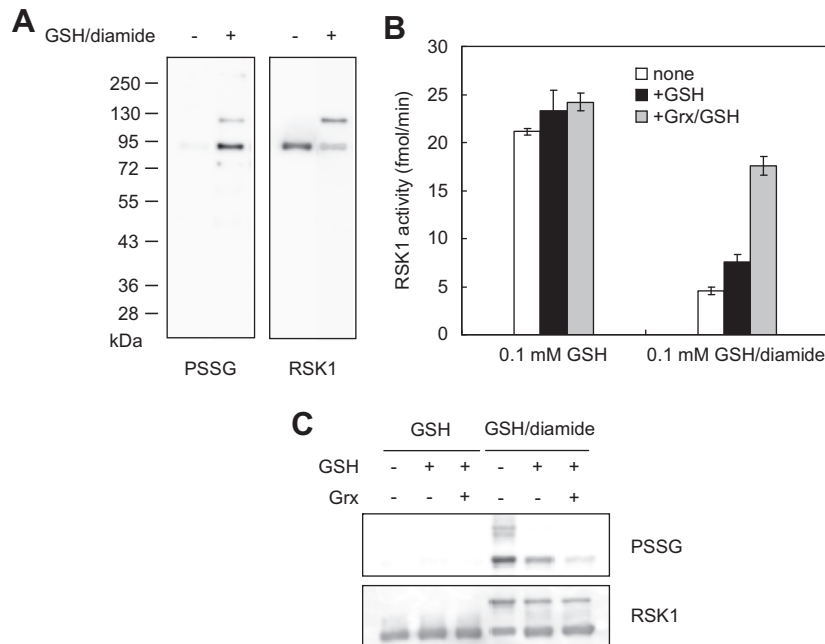 A
GSH/diamide - +  - +
250
130
95
72
55
43
36
28
kDa
PSSG RSK1
B
RSK1 activity (fmol/min)
30
25
20
15
10
5
0
none
+GSH
+Grx/GSH
0.1 mM GSH 0.1 mM GSH/diamide
C
GSH GSH/diamide
GSH - + + - + +
Grx - - + - - +
PSSG
RSK1